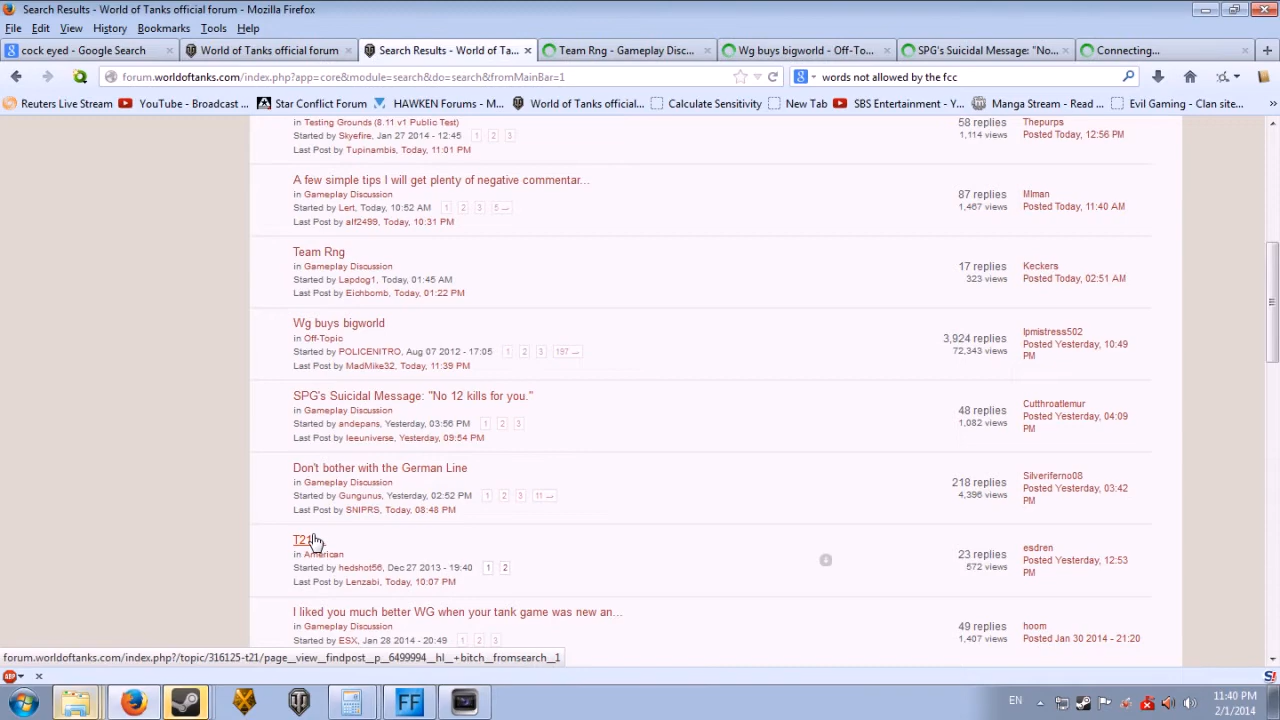 Search Results - World of Tanks official forum - Mozilla Firefox
File Edit View History Bookmarks Tools Help
cock eyed - Google Search × World of Tanks official forum × Search Results - World of Ta... × Team Rng - Gameplay Disc... × Wg buys bigworld - Off-To... × SPG's Suicidal Message: "No... × Connecting... × +
forum.worldoftanks.com/index.php?app=core&module=search&do=search&fromMainBar=1 words not allowed by the fcc
Reuters Live Stream YouTube - Broadcast ... Star Conflict Forum HAWKEN Forums - M... World of Tanks official... Calculate Sensitivity New Tab SBS Entertainment - Y... Manga Stream - Read ... Evil Gaming - Clan site...
in Testing Grounds (8.11 v1 Public Test) 58 replies Thepurps
Started by Skyefire, Jan 27 2014 - 12:45 1 2 3 1,114 views Posted Today, 12:56 PM
Last Post by Tupinambis, Today, 11:01 PM
A few simple tips I will get plenty of negative commentar...
in Gameplay Discussion 87 replies MIman
Started by Lert, Today, 10:52 AM 1 2 3 5 → 1,467 views Posted Today, 11:40 AM
Last Post by alf2499, Today, 10:31 PM
Team Rng
in Gameplay Discussion 17 replies Keckers
Started by Lapdog1, Today, 01:45 AM 323 views Posted Today, 02:51 AM
Last Post by Eichbomb, Today, 01:22 PM
Wg buys bigworld
in Off-Topic 3,924 replies lpmistress502
Started by POLICENITRO, Aug 07 2012 - 17:05 1 2 3 197 → 72,343 views Posted Yesterday, 10:49 PM
Last Post by MadMike32, Today, 11:39 PM
SPG's Suicidal Message: "No 12 kills for you."
in Gameplay Discussion 48 replies Cutthroatlemur
Started by andepans, Yesterday, 03:56 PM 1 2 3 1,082 views Posted Yesterday, 04:09 PM
Last Post by leeuniverse, Yesterday, 09:54 PM
Don't bother with the German Line
in Gameplay Discussion 218 replies Silveriferno08
Started by Gungunus, Yesterday, 02:52 PM 1 2 3 11 → 4,396 views Posted Yesterday, 03:42 PM
Last Post by SNIPRS, Today, 08:48 PM
T21
in American 23 replies esdren
Started by hedshot56, Dec 27 2013 - 19:40 1 2 572 views Posted Yesterday, 12:53 PM
Last Post by Lenzabi, Today, 10:07 PM
I liked you much better WG when your tank game was new an...
in Gameplay Discussion 49 replies hoom
Started by ESX, Jan 28 2014 - 20:49 1 2 3 1,407 views Posted Jan 30 2014 - 21:20
forum.worldoftanks.com/index.php?/topic/316125-t21/page__view__findpost__p__6499994__hl__+bitch__fromsearch__1
ABP × S!
FF EN 11:40 PM
2/1/2014